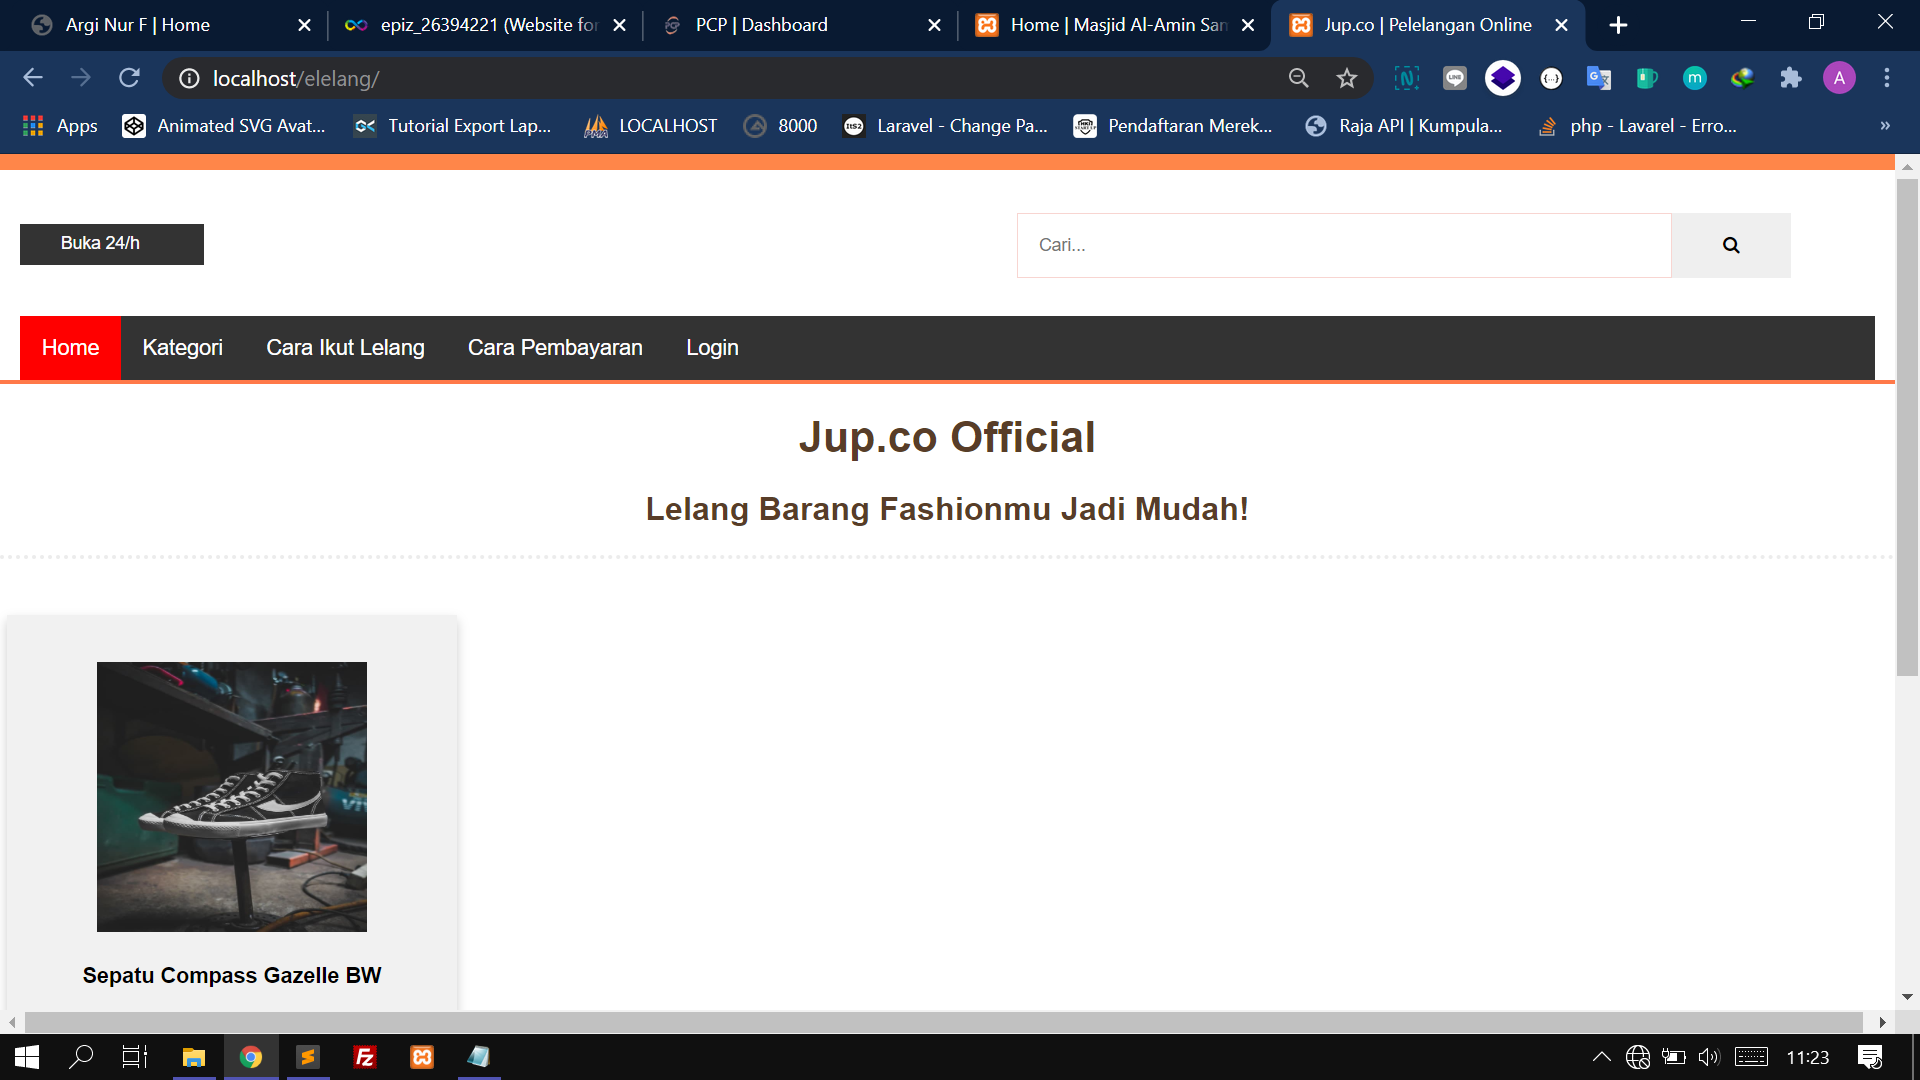 Argi Nur F | Home
epiz_26394221 (Website for
PCP | Dashboard
Home | Masjid Al-Amin Sar
Jup.co | Pelelangan Online
localhost/elelang/
A
Apps
Animated SVG Avat...
Tutorial Export Lap...
LOCALHOST
8000
Laravel - Change Pa...
Pendaftaran Merek...
Raja API | Kumpula...
php - Lavarel - Erro...
»
Buka 24/h
Cari...
Home
Kategori
Cara Ikut Lelang
Cara Pembayaran
Login
Jup.co Official
Lelang Barang Fashionmu Jadi Mudah!
Sepatu Compass Gazelle BW
11:23